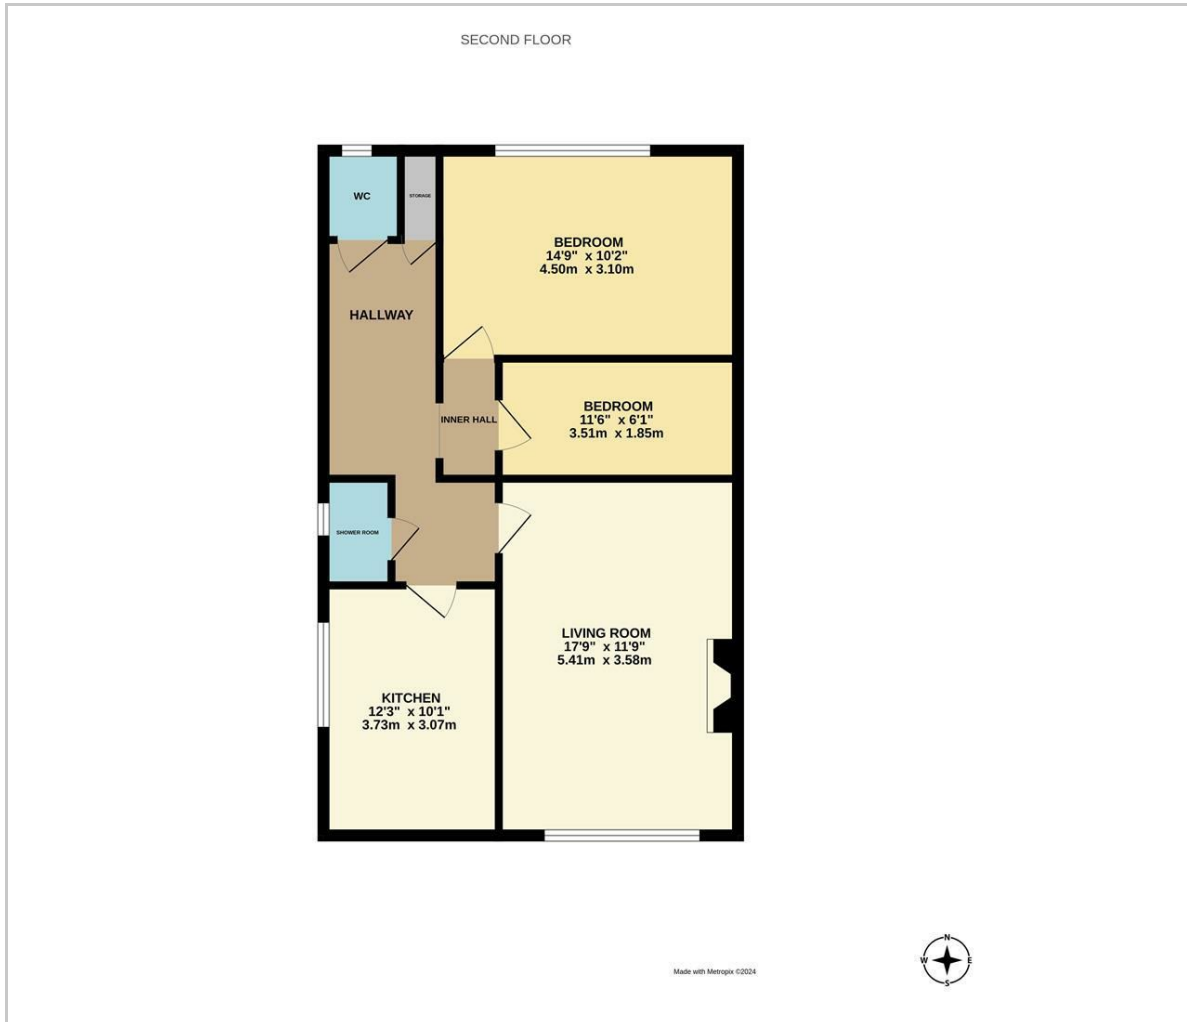 SECOND FLOOR
WC
STORAGE
BEDROOM
14'9" x 10'2"
4.50m x 3.10m
HALLWAY
INNER HALL
BEDROOM
11'6" x 6'1"
3.51m x 1.85m
SHOWER ROOM
LIVING ROOM
17'9" x 11'9"
5.41m x 3.58m
KITCHEN
12'3" x 10'1"
3.73m x 3.07m
N
W E
S
Made with Metropix ©2024